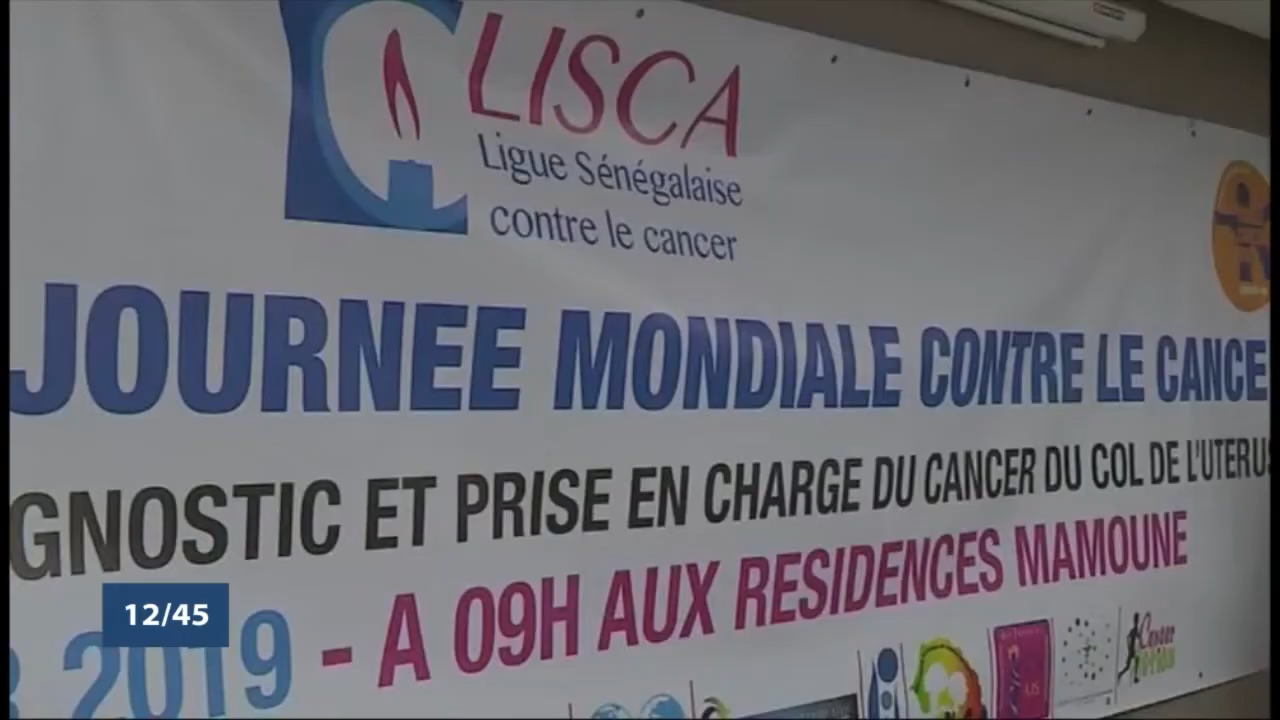 LISCA
Ligue Sénégalaise
contre le cancer
JOURNEE MONDIALE CONTRE LE CANCE
GNOSTIC ET PRISE EN CHARGE DU CANCER DU COL DE L'UTERUS
2019 - A 09H AUX RESIDENCES MAMOUNE
12/45
Cancer